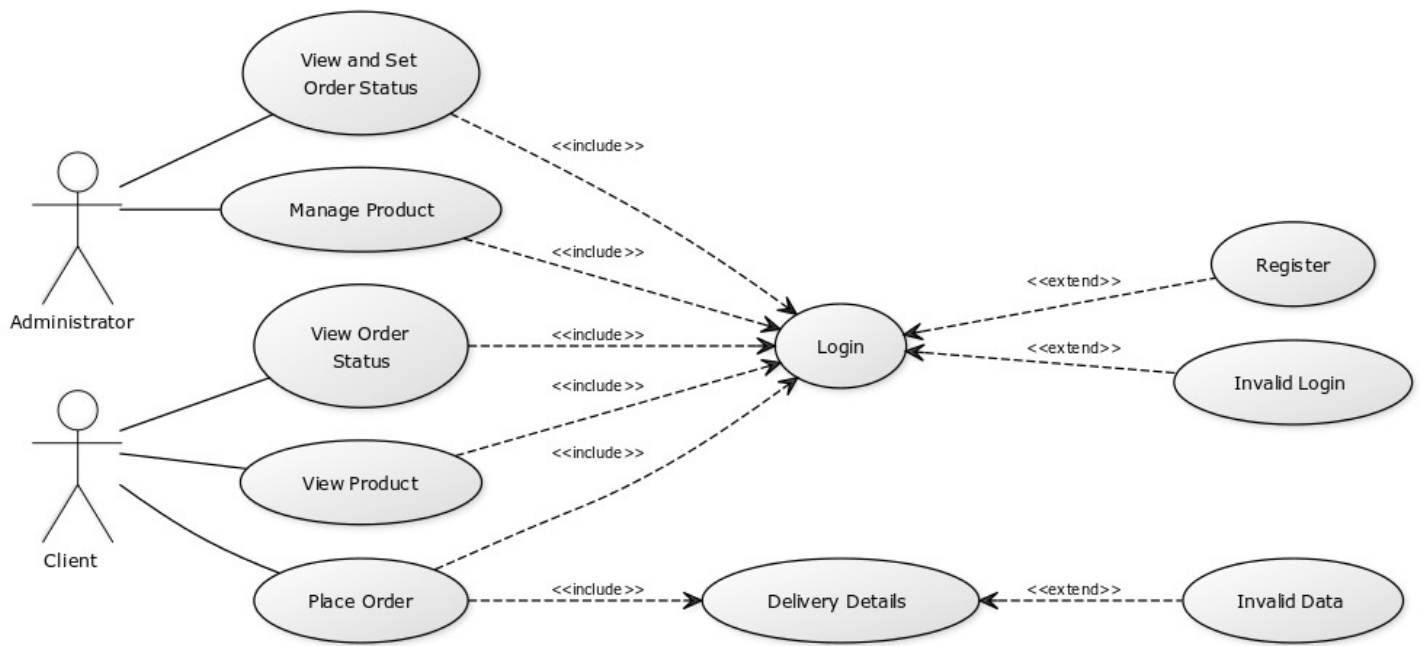 View and Set
Order Status
<<include>>
Manage Product
<<include>>
Administrator
Register
<<extend>>
View Order
Status
<<include>>
Login
<<extend>>
Invalid Login
<<include>>
View Product
<<include>>
Client
Place Order
<<include>>
Delivery Details
<<extend>>
Invalid Data